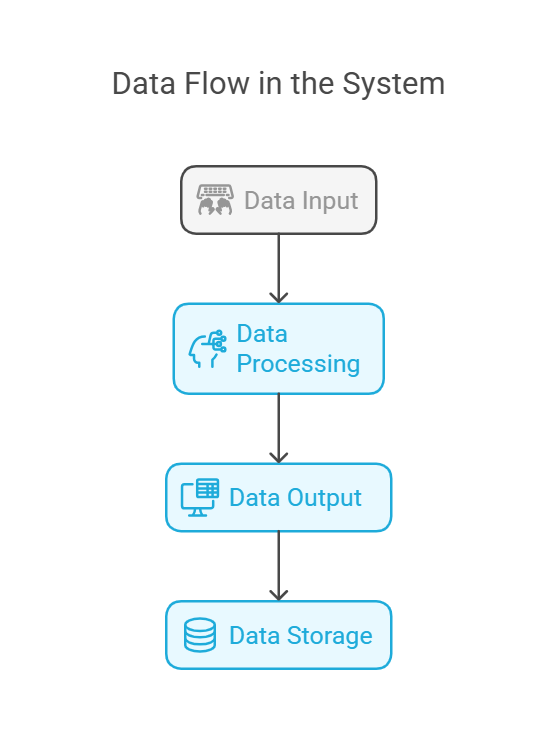 Data Flow in the System
Data Input
Data
Processing
Data Output
Data Storage